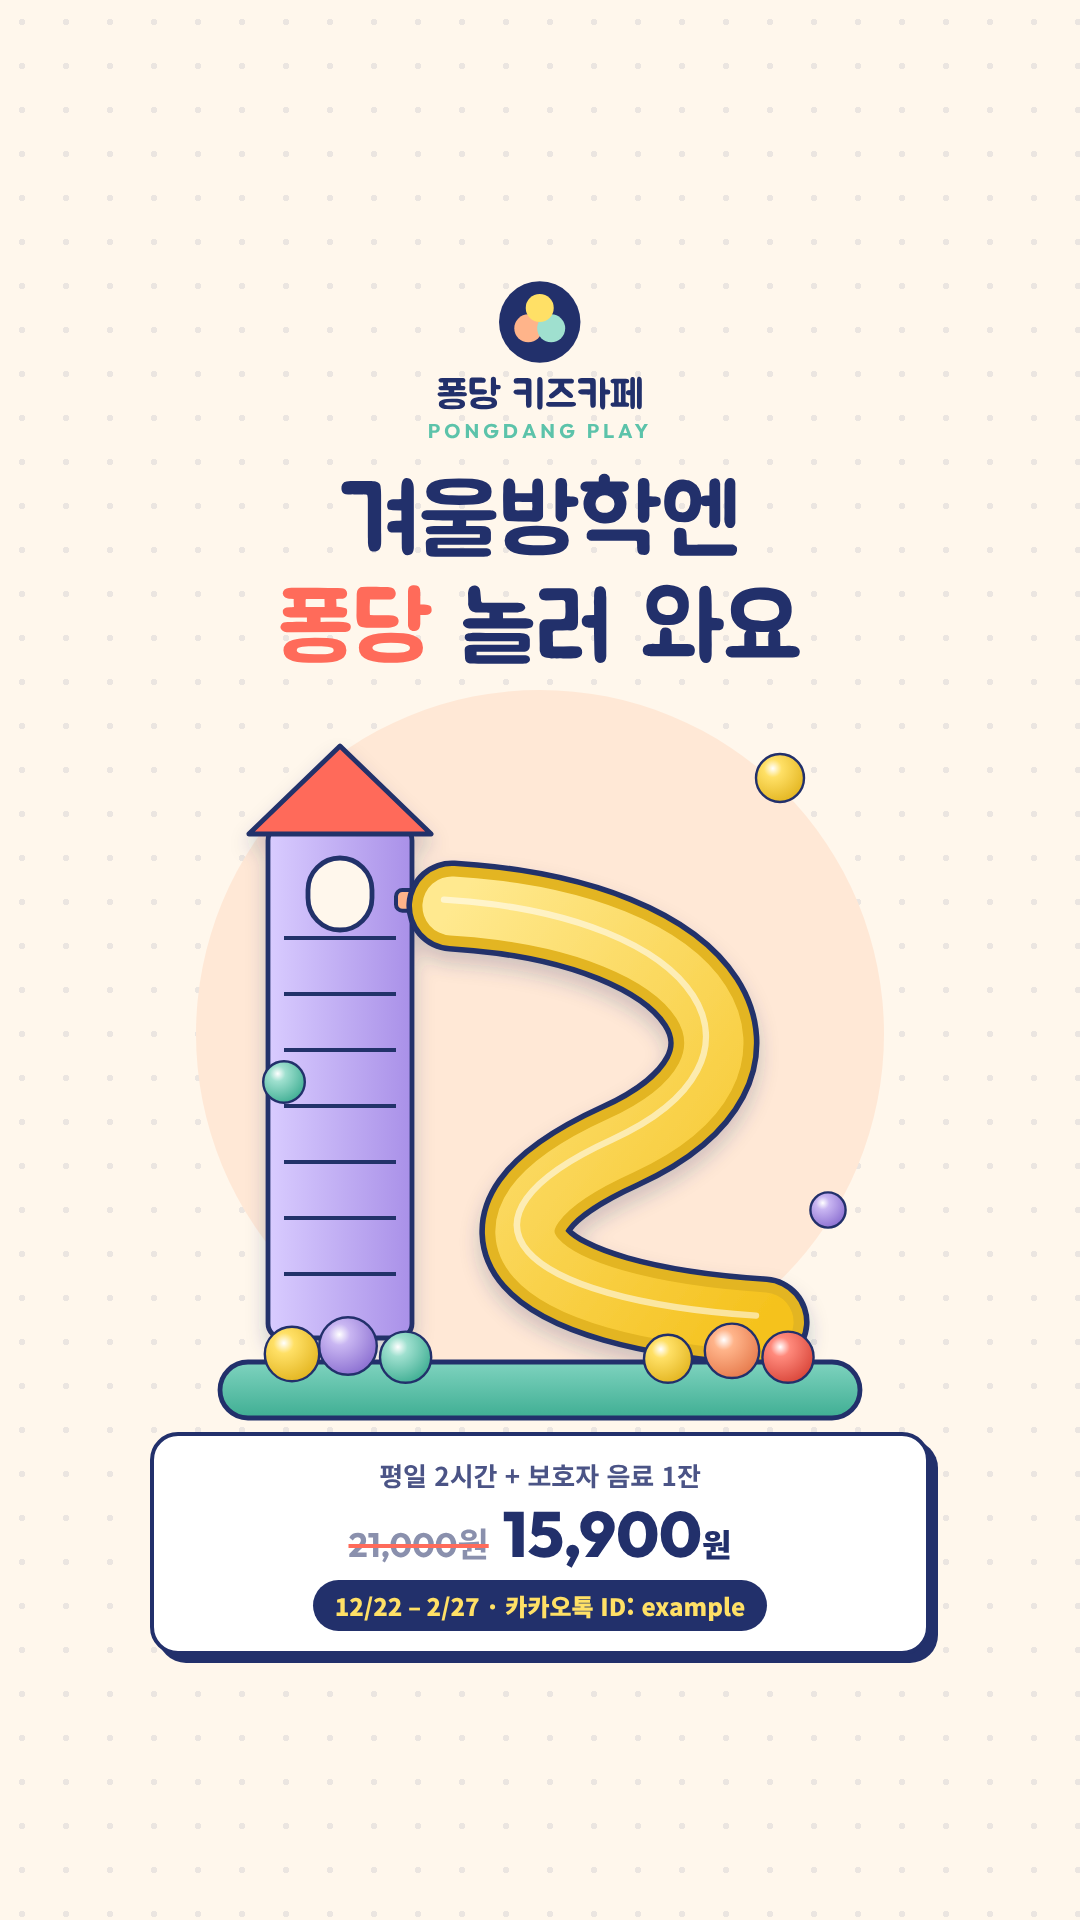 퐁당 키즈카페
PONGDANG PLAY
겨울방학엔
퐁당 놀러 와요
평일 2시간 + 보호자 음료 1잔
21,000원 15,900원
12/22 – 2/27 · 카카오톡 ID: example